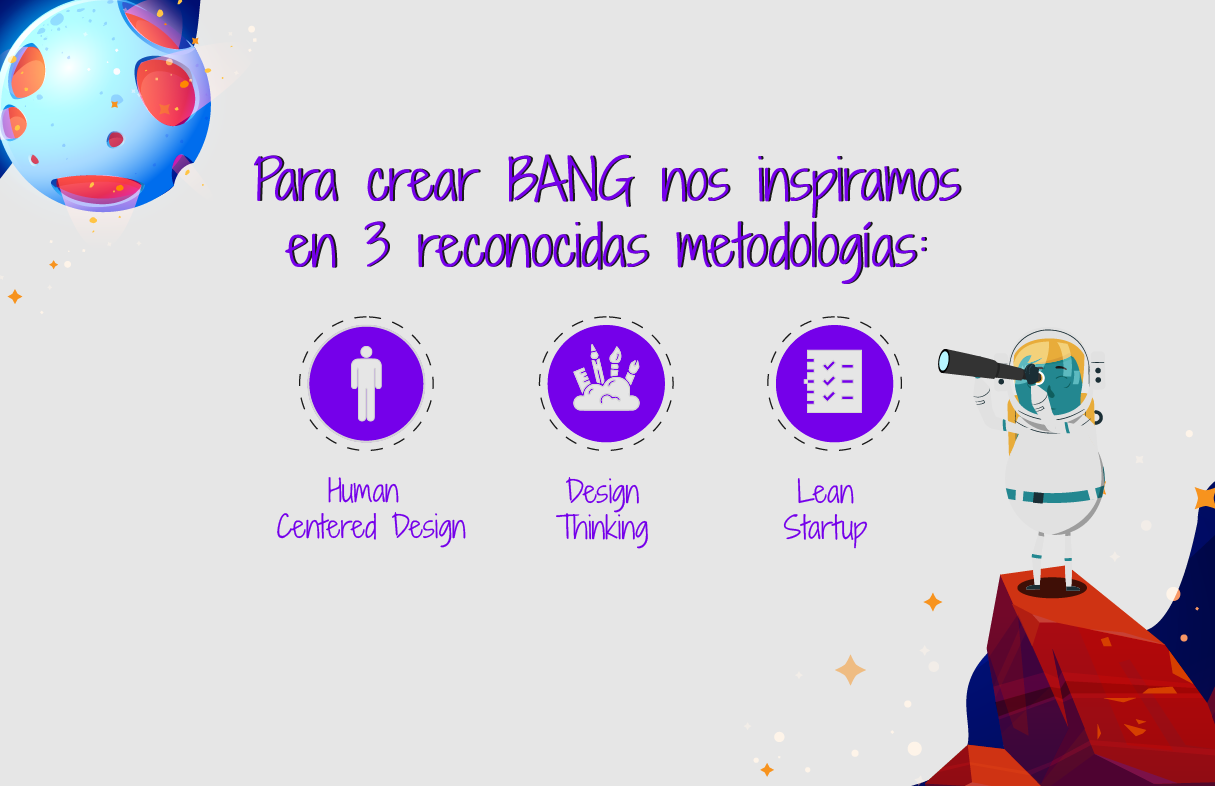 Para crear BANG nos inspiramos
en 3 reconocidas metodologías:
Human
Centered Design
Design
Thinking
Lean
Startup